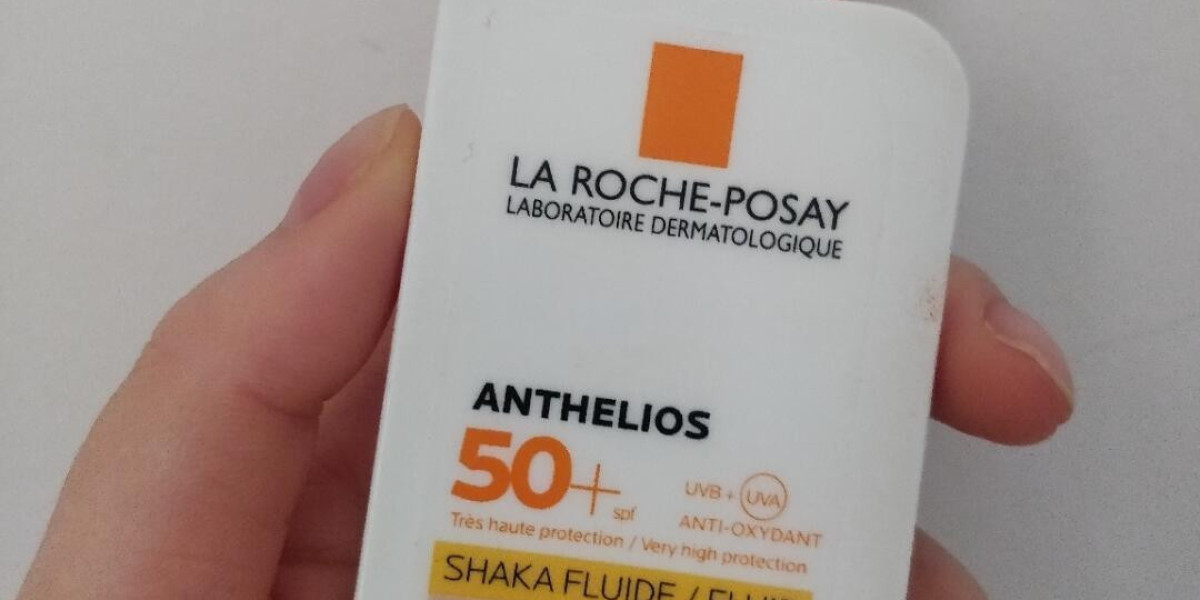 LA ROCHE-POSAY
LABORATOIRE DERMATOLOGIQUE
ANTHELIOS
50+ spf
UVB + UVA
ANTI-OXYDANT
Très haute protection / Very high protection
SHAKA FLUIDE /